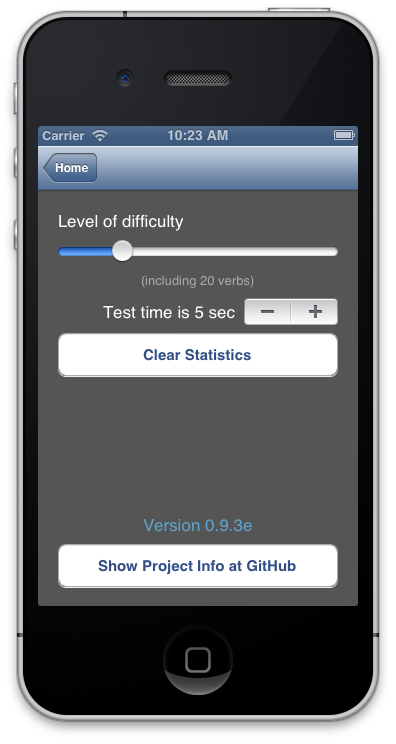 Carrier 10:23 AM
Home
Level of difficulty
(including 20 verbs)
Test time is 5 sec − +
Clear Statistics
Version 0.9.3e
Show Project Info at GitHub